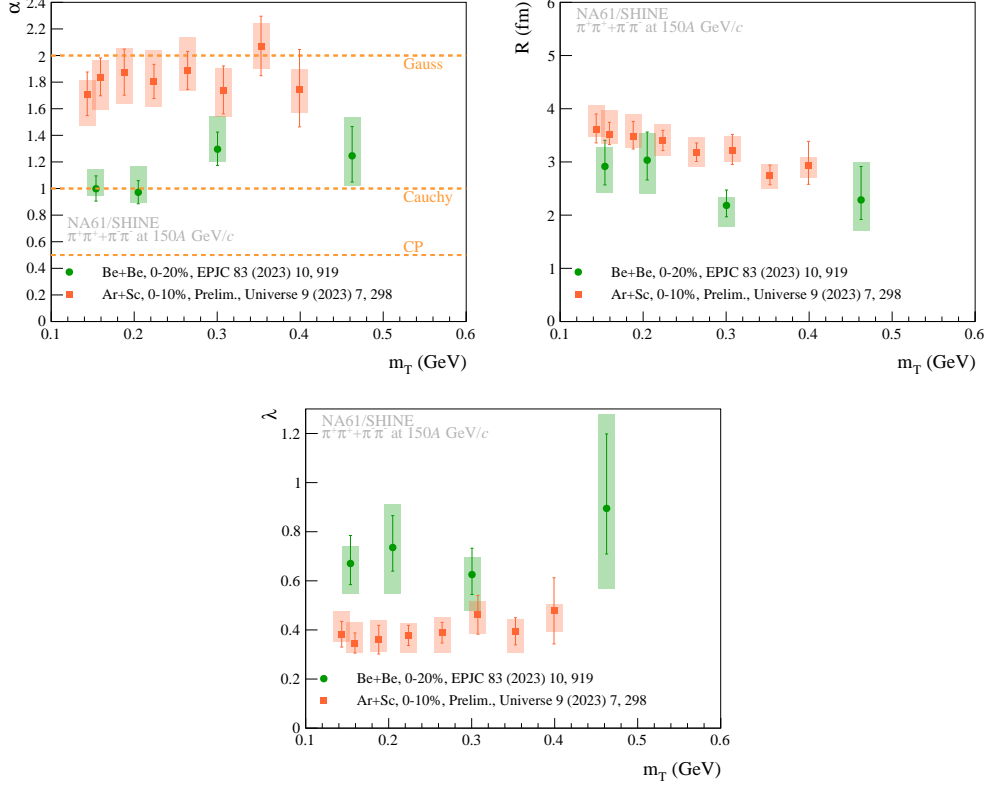 α
2.4
2.2
2
1.8
1.6
1.4
1.2
1
0.8
0.6
0.4
0.2
0
Gauss
Cauchy
NA61/SHINE
π⁺π⁺+π⁻π⁻ at 150A GeV/c
CP
Be+Be, 0-20%, EPJC 83 (2023) 10, 919
Ar+Sc, 0-10%, Prelim., Universe 9 (2023) 7, 298
0.1 0.2 0.3 0.4 0.5 0.6
m_T (GeV)
R (fm)
6
5
4
3
2
1
0
NA61/SHINE
π⁺π⁺+π⁻π⁻ at 150A GeV/c
Be+Be, 0-20%, EPJC 83 (2023) 10, 919
Ar+Sc, 0-10%, Prelim., Universe 9 (2023) 7, 298
0.1 0.2 0.3 0.4 0.5 0.6
m_T (GeV)
λ
1.2
1
0.8
0.6
0.4
0.2
0
NA61/SHINE
π⁺π⁺+π⁻π⁻ at 150A GeV/c
Be+Be, 0-20%, EPJC 83 (2023) 10, 919
Ar+Sc, 0-10%, Prelim., Universe 9 (2023) 7, 298
0.1 0.2 0.3 0.4 0.5 0.6
m_T (GeV)